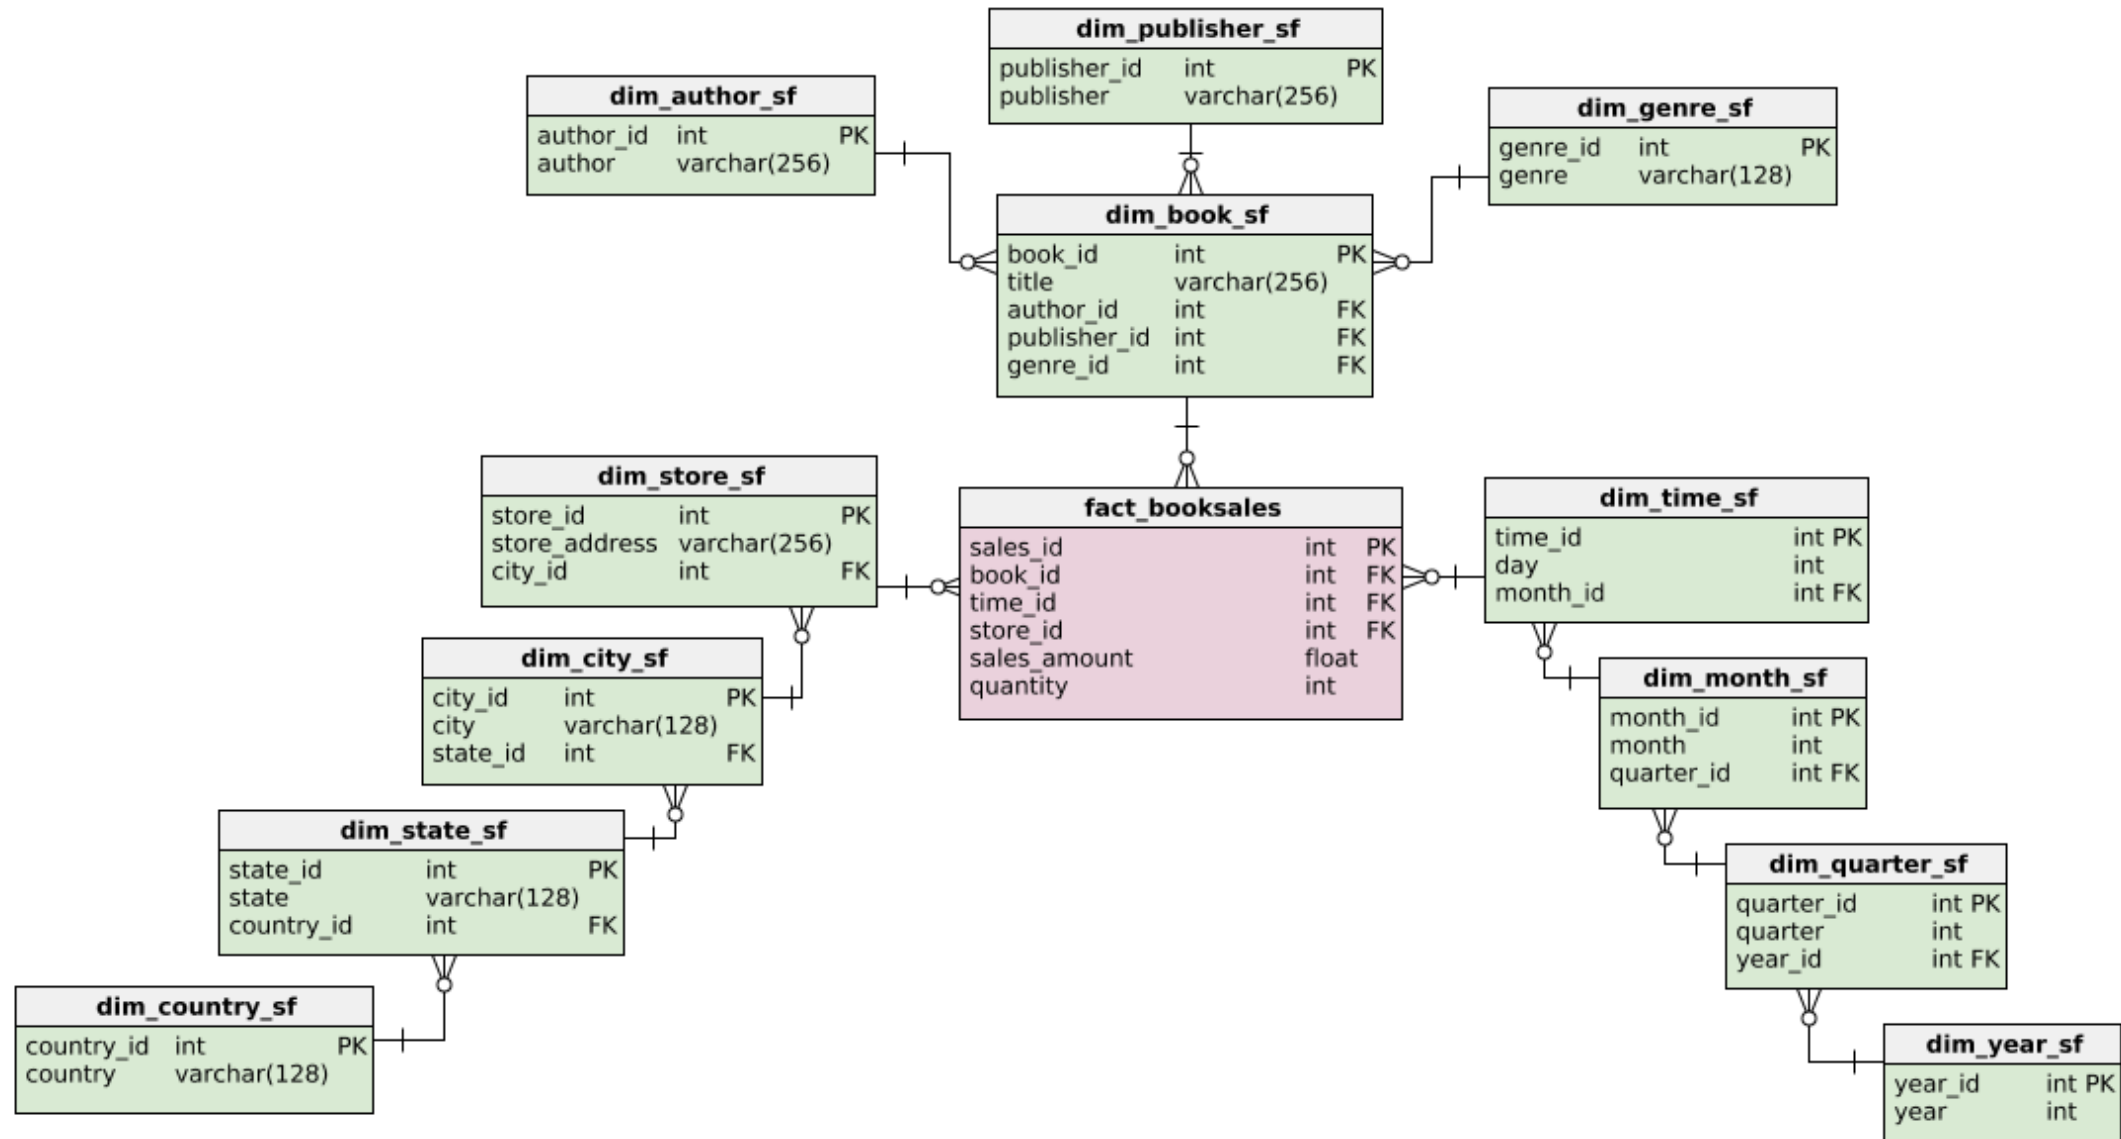 dim_publisher_sf
publisher_id int PK
publisher varchar(256)
dim_author_sf
author_id int PK
author varchar(256)
dim_genre_sf
genre_id int PK
genre varchar(128)
dim_book_sf
book_id int PK
title varchar(256)
author_id int FK
publisher_id int FK
genre_id int FK
dim_store_sf
store_id int PK
store_address varchar(256)
city_id int FK
fact_booksales
sales_id int PK
book_id int FK
time_id int FK
store_id int FK
sales_amount float
quantity int
dim_time_sf
time_id int PK
day int
month_id int FK
dim_city_sf
city_id int PK
city varchar(128)
state_id int FK
dim_month_sf
month_id int PK
month int
quarter_id int FK
dim_state_sf
state_id int PK
state varchar(128)
country_id int FK
dim_quarter_sf
quarter_id int PK
quarter int
year_id int FK
dim_country_sf
country_id int PK
country varchar(128)
dim_year_sf
year_id int PK
year int